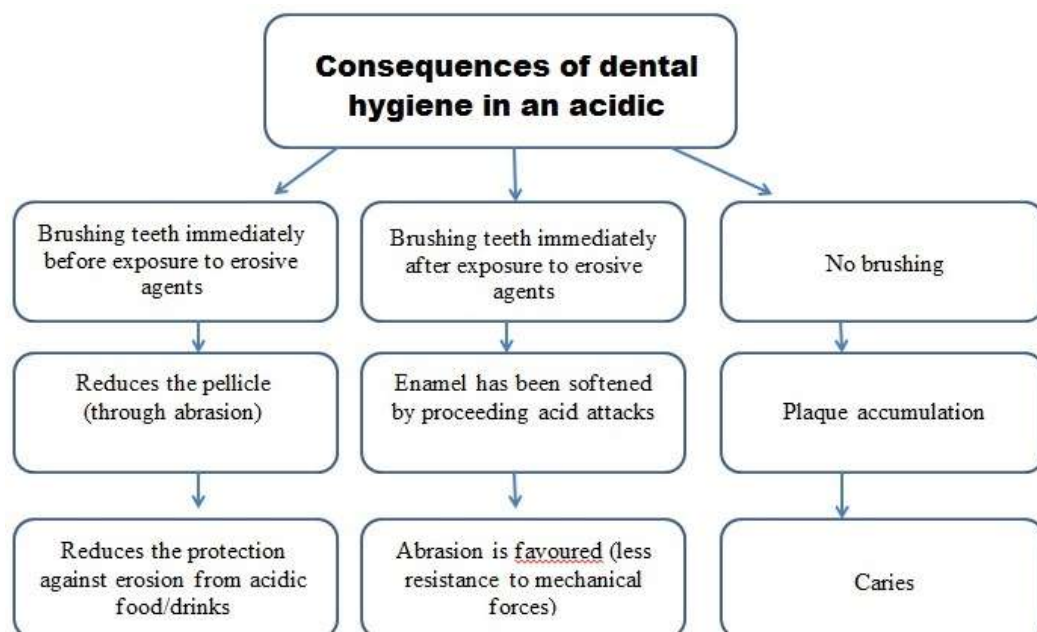 Consequences of dental
hygiene in an acidic
Brushing teeth immediately
before exposure to erosive
agents
Brushing teeth immediately
after exposure to erosive
agents
No brushing
Reduces the pellicle
(through abrasion)
Enamel has been softened
by proceeding acid attacks
Plaque accumulation
Reduces the protection
against erosion from acidic
food/drinks
Abrasion is favoured (less
resistance to mechanical
forces)
Caries